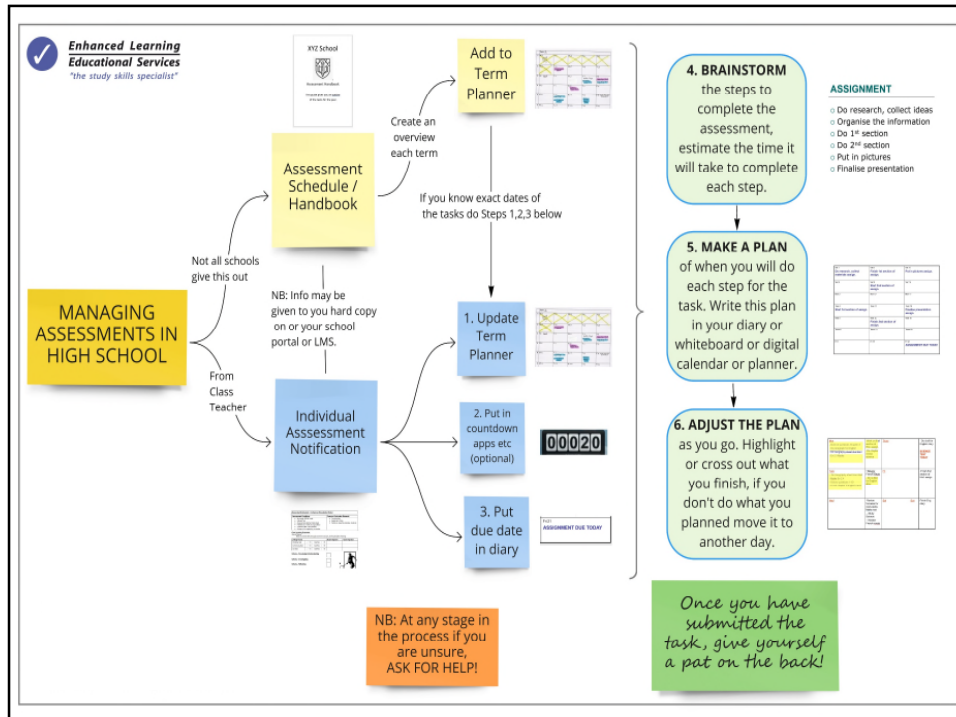 Enhanced Learning
Educational Services
"the study skills specialist"
XYZ School
Assessment Handbook
Add to
Term
Planner
Create an
overview
each term
Assessment
Schedule /
Handbook
If you know exact dates of
the tasks do Steps 1,2,3 below
Not all schools
give this out
NB: Info may be
given to you hard copy
on or your school
portal or LMS.
MANAGING
ASSESSMENTS IN
HIGH SCHOOL
From
Class
Teacher
Individual
Asssessment
Notification
1. Update
Term
Planner
2. Put in
countdown
apps etc
(optional)
00020
3. Put
due date
in diary
ASSIGNMENT DUE TODAY
4. BRAINSTORM
the steps to
complete the
assessment,
estimate the time it
will take to complete
each step.
ASSIGNMENT
Do research, collect ideas
Organise the information
Do 1st section
Do 2nd section
Put in pictures
Finalise presentation
5. MAKE A PLAN
of when you will do
each step for the
task. Write this plan
in your diary or
whiteboard or digital
calendar or planner.
6. ADJUST THE PLAN
as you go. Highlight
or cross out what
you finish, if you
don't do what you
planned move it to
another day.
NB: At any stage in
the process if you
are unsure,
ASK FOR HELP!
Once you have
submitted the
task, give yourself
a pat on the back!